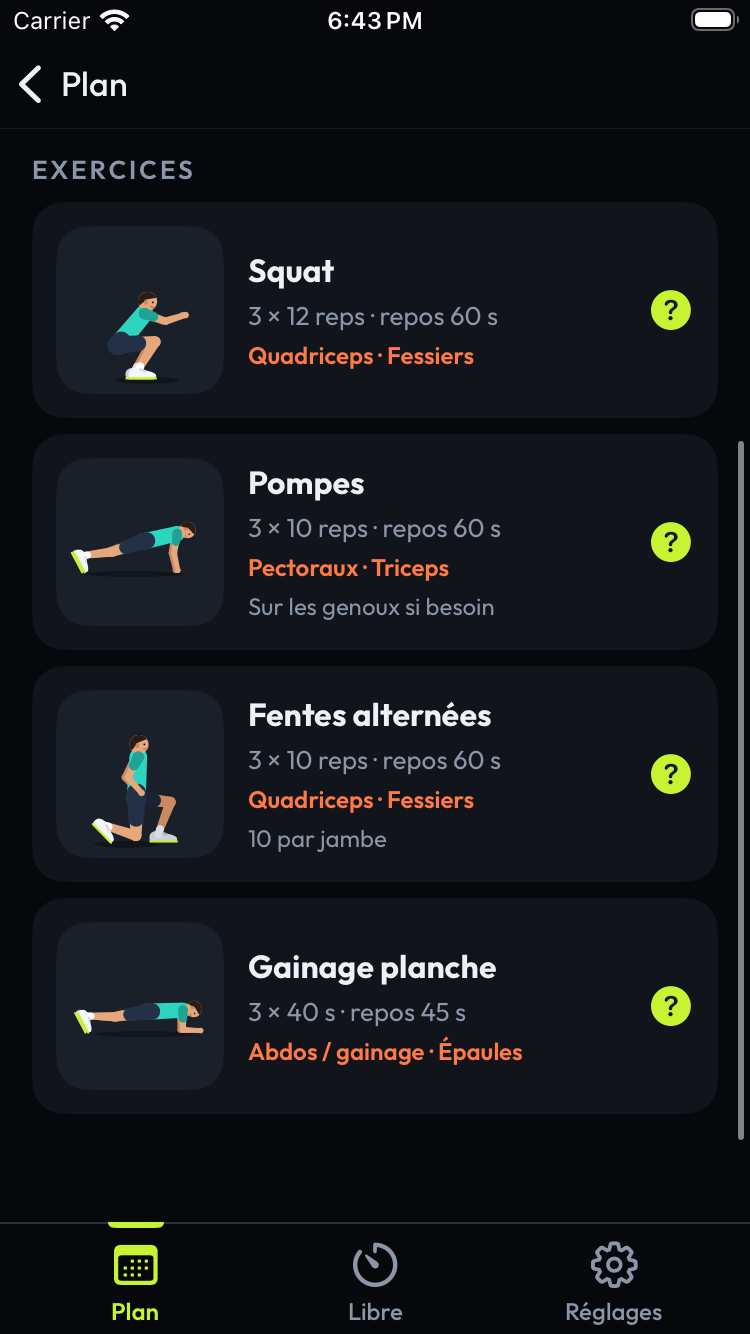 Carrier 6:43 PM
Plan
EXERCICES
Squat
3 × 12 reps · repos 60 s
Quadriceps · Fessiers
?
Pompes
3 × 10 reps · repos 60 s
Pectoraux · Triceps
Sur les genoux si besoin
?
Fentes alternées
3 × 10 reps · repos 60 s
Quadriceps · Fessiers
10 par jambe
?
Gainage planche
3 × 40 s · repos 45 s
Abdos / gainage · Épaules
?
Plan Libre Réglages